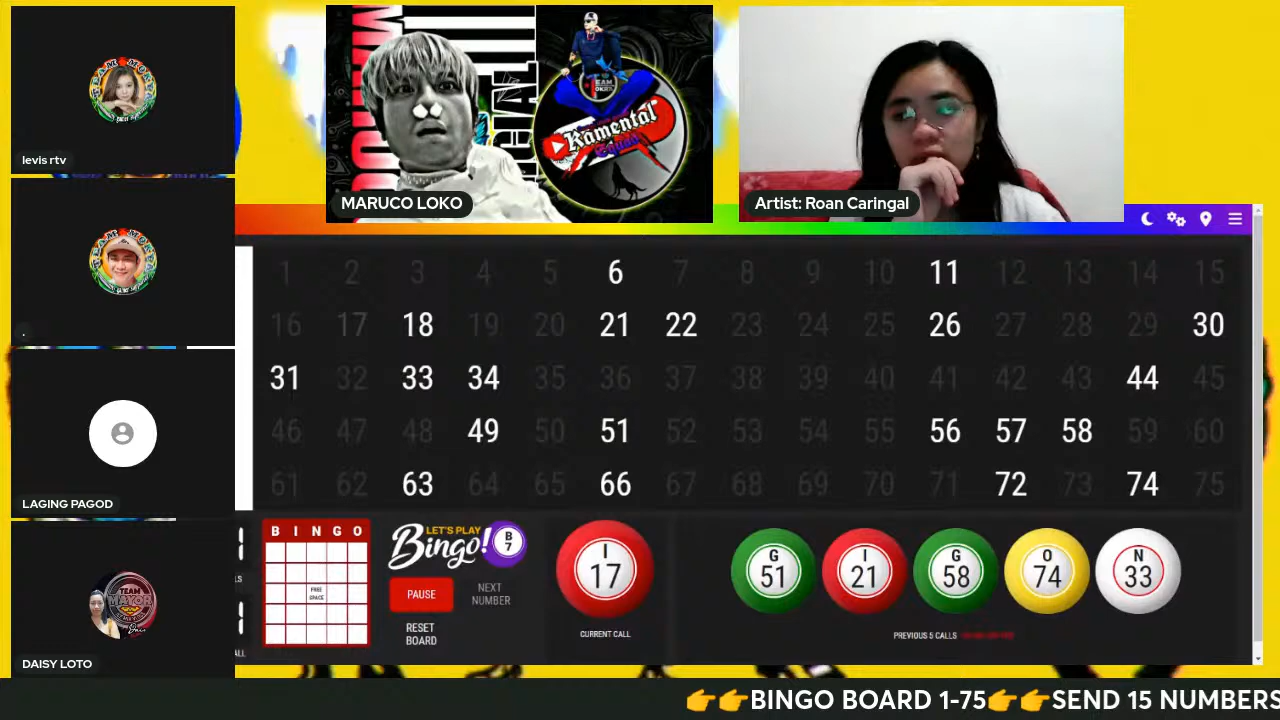 levis rtv
.
LAGING PAGOD
DAISY LOTO
MARUCO LOKO
Kamental
Squad
Artist: Roan Caringal
1 2 3 4 5 6 7 8 9 10 11 12 13 14 15
16 17 18 19 20 21 22 23 24 25 26 27 28 29 30
31 32 33 34 35 36 37 38 39 40 41 42 43 44 45
46 47 48 49 50 51 52 53 54 55 56 57 58 59 60
61 62 63 64 65 66 67 68 69 70 71 72 73 74 75
B I N G O
FREE
SPACE
LET'S PLAY
Bingo!
B
7
PAUSE
NEXT
NUMBER
RESET
BOARD
I
17
CURRENT CALL
G
51
I
21
G
58
O
74
N
33
PREVIOUS 5 CALLS
👉👉BINGO BOARD 1-75👉👉SEND 15 NUMBERS